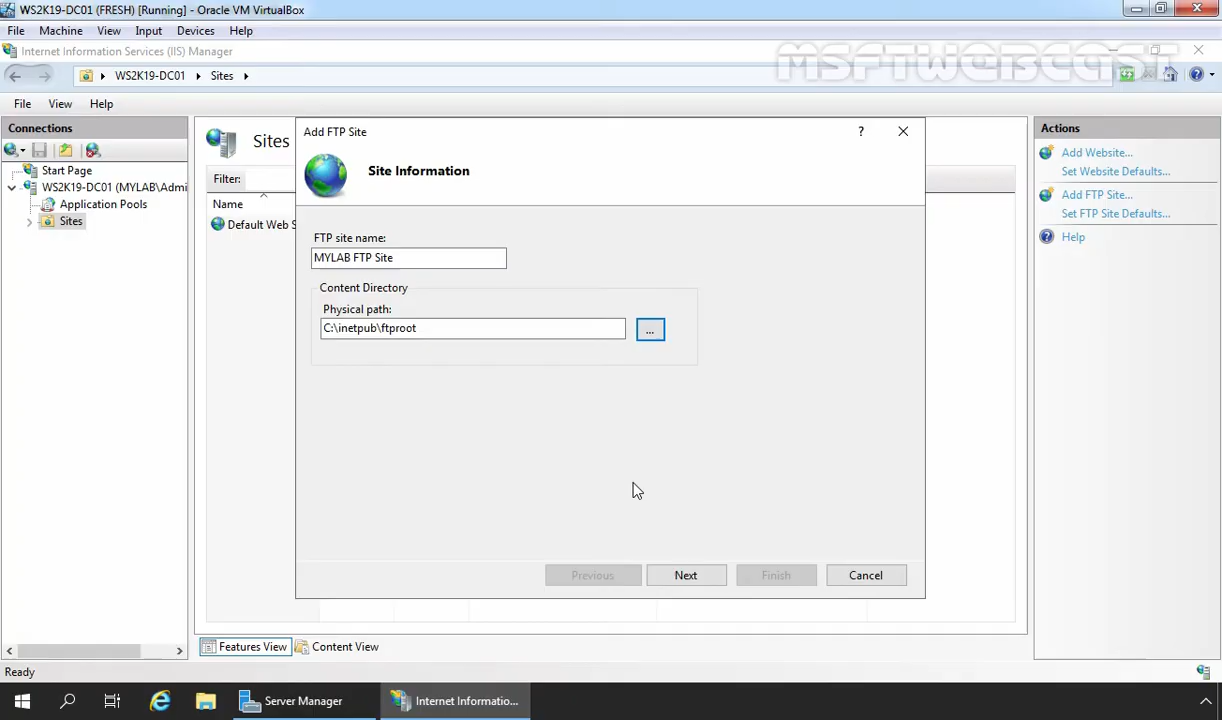 WS2K19-DC01 (FRESH) [Running] - Oracle VM VirtualBox
File Machine View Input Devices Help
Internet Information Services (IIS) Manager
MSFTWEBCAST
WS2K19-DC01 Sites
File View Help
Connections
Start Page
WS2K19-DC01 (MYLAB\Admi
Application Pools
Sites
Sites
Filter:
Name
Default Web S
Add FTP Site
?
Site Information
FTP site name:
MYLAB FTP Site
Content Directory
Physical path:
C:\inetpub\ftproot
...
Previous Next Finish Cancel
Features View Content View
Actions
Add Website...
Set Website Defaults...
Add FTP Site...
Set FTP Site Defaults...
Help
Ready
Server Manager Internet Informatio...